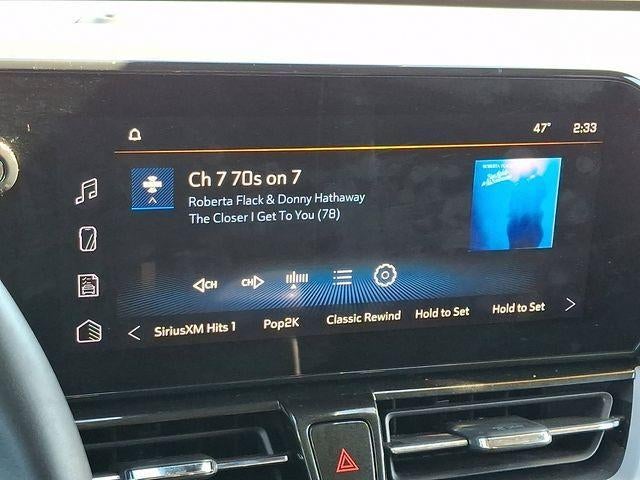 47° 2:33
Ch 7 70s on 7
Roberta Flack & Donny Hathaway
The Closer I Get To You (78)
CH CH
SiriusXM Hits 1 Pop2K Classic Rewind Hold to Set Hold to Set